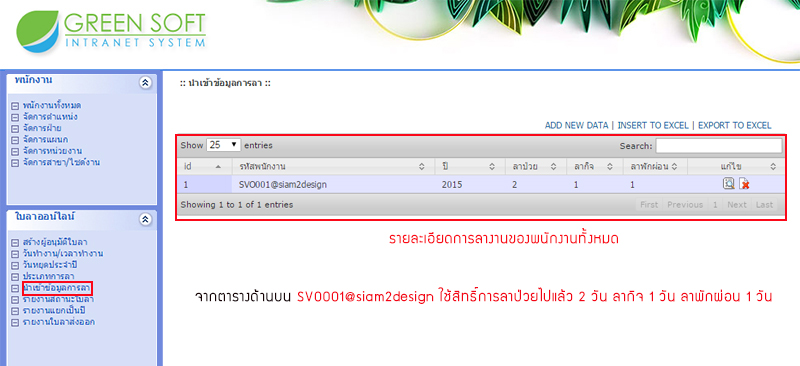 GREEN SOFT
INTRANET SYSTEM
พนักงาน
พนักงานทั้งหมด
จัดการตำแหน่ง
จัดการฝ่าย
จัดการแผนก
จัดการหน่วยงาน
จัดการสาขา/ไซต์งาน
ใบลาออนไลน์
สร้างผู้อนุมัติใบลา
วันทำงาน/เวลาทำงาน
วันหยุดประจำปี
ประเภทการลา
นำเข้าข้อมูลการลา
รายงานสถานะใบลา
รายงานแยกเป็นปี
รายงานใบลาส่งออก
:: นำเข้าข้อมูลการลา ::
ADD NEW DATA | INSERT TO EXCEL | EXPORT TO EXCEL
Show 25 entries Search:
id รหัสพนักงาน ปี ลาป่วย ลากิจ ลาพักผ่อน แก้ไข
1 SVO001@siam2design 2015 2 1 1
Showing 1 to 1 of 1 entries First Previous 1 Next Last
รายละเอียดการลางานของพนักงานทั้งหมด
จากตารางด้านบน SVO001@siam2design ใช้สิทธิ์การลาป่วยไปแล้ว 2 วัน ลากิจ 1 วัน ลาพักผ่อน 1 วัน